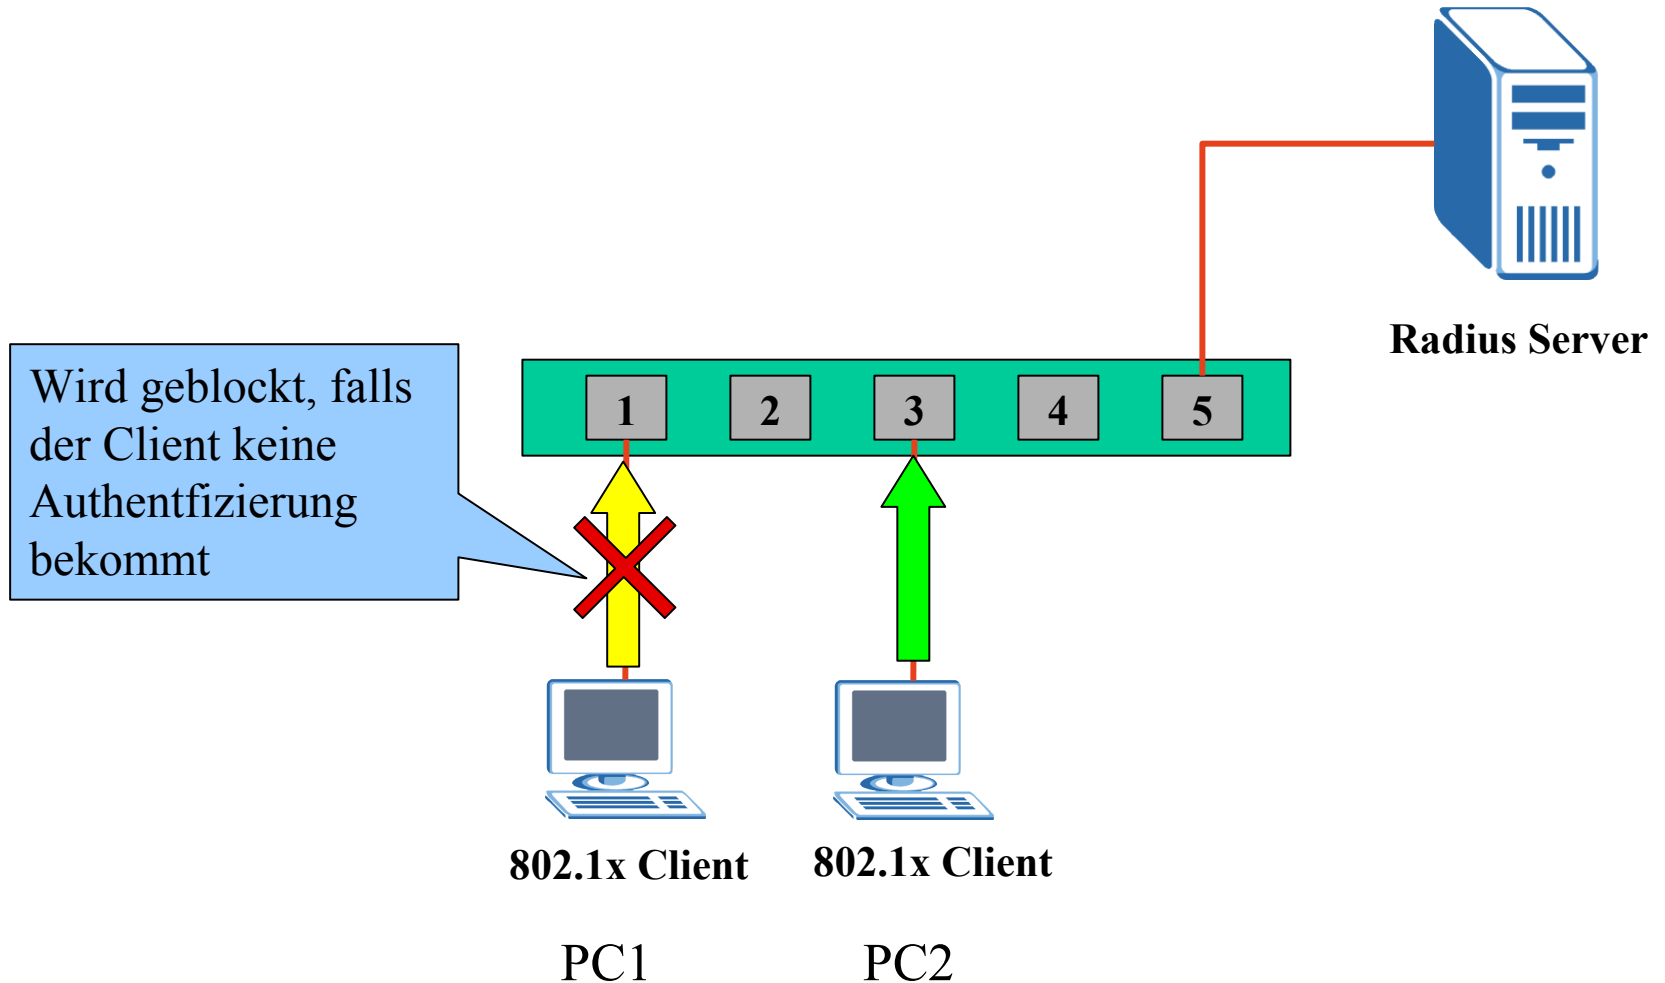 Radius Server
Wird geblockt, falls
der Client keine
Authentfizierung
bekommt
1 2 3 4 5
802.1x Client 802.1x Client
PC1 PC2